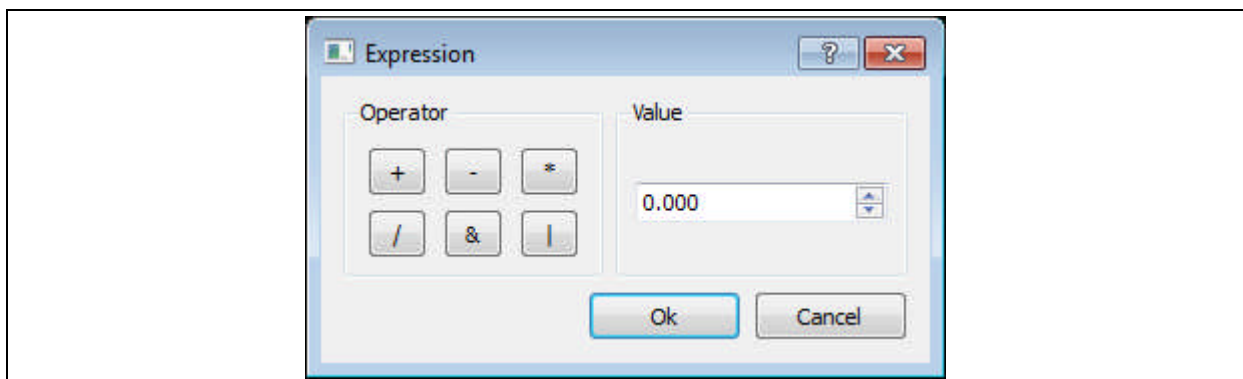 Expression
Operator
Value
+ - *
0.000
/ & |
Ok Cancel